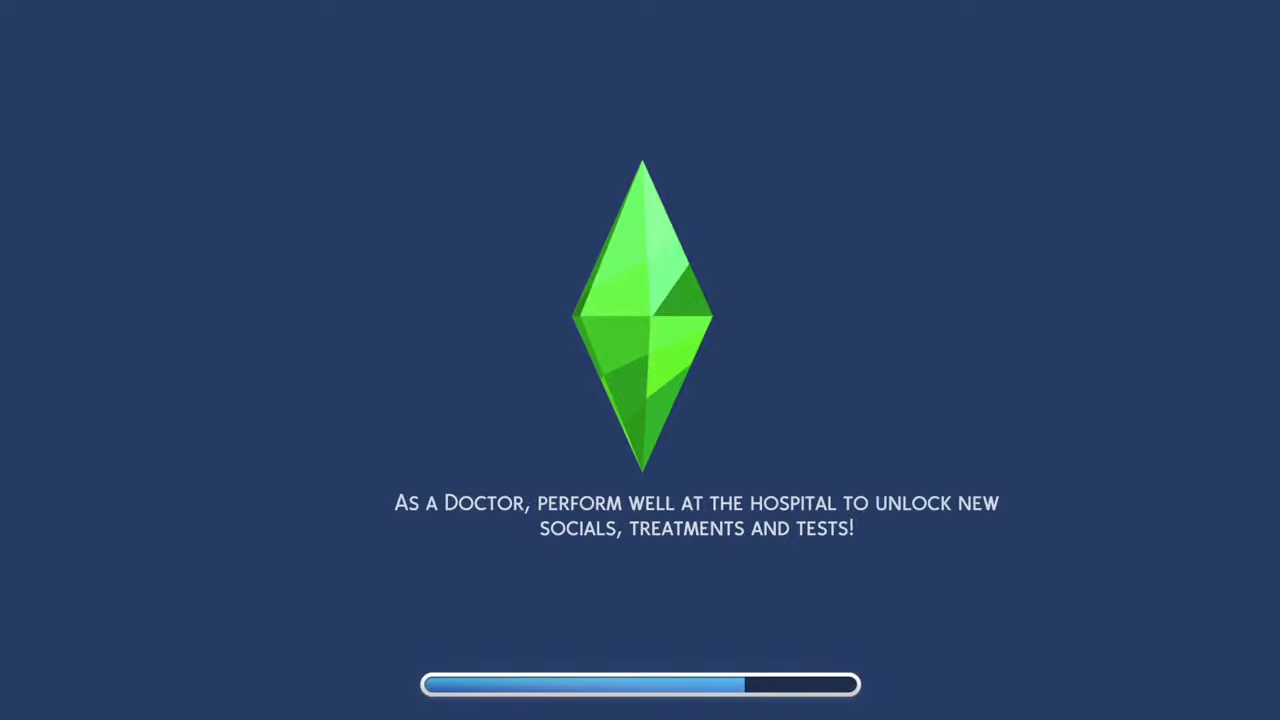 As a Doctor, perform well at the hospital to unlock new
socials, treatments and tests!